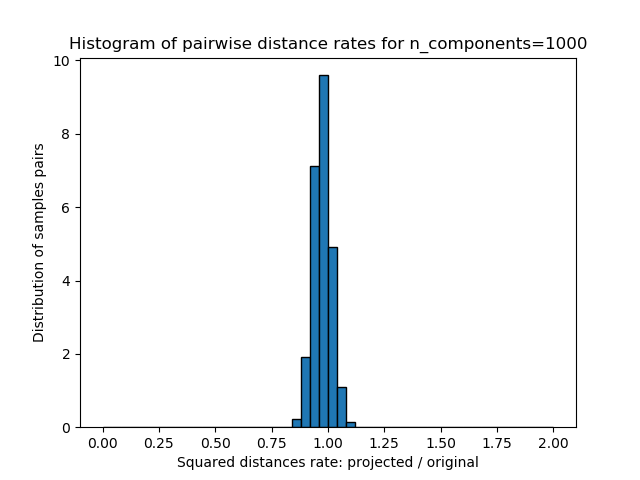 Histogram of pairwise distance rates for n_components=1000
10
8
6
4
2
0
Distribution of samples pairs
0.00 0.25 0.50 0.75 1.00 1.25 1.50 1.75 2.00
Squared distances rate: projected / original